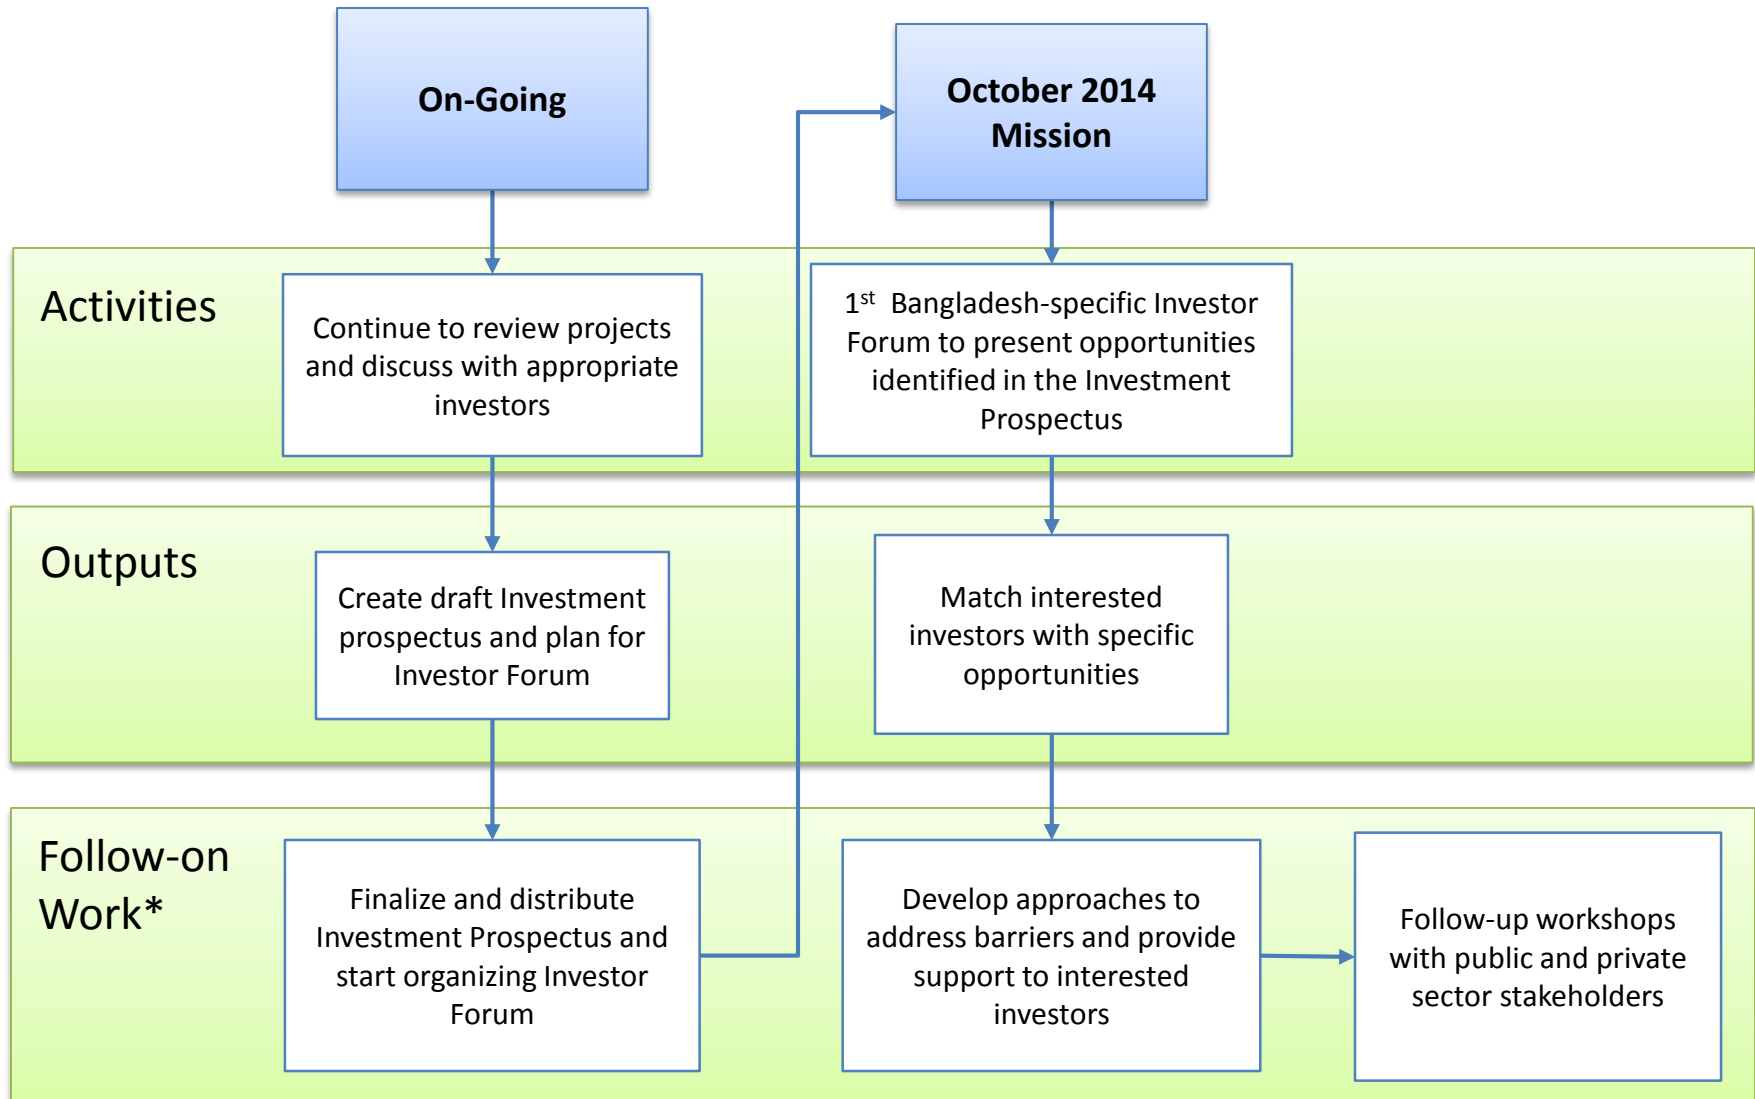 On-Going
October 2014
Mission
Activities
Continue to review projects
and discuss with appropriate
investors
1st Bangladesh-specific Investor
Forum to present opportunities
identified in the Investment
Prospectus
Outputs
Create draft Investment
prospectus and plan for
Investor Forum
Match interested
investors with specific
opportunities
Follow-on
Work*
Finalize and distribute
Investment Prospectus and
start organizing Investor
Forum
Develop approaches to
address barriers and provide
support to interested
investors
Follow-up workshops
with public and private
sector stakeholders